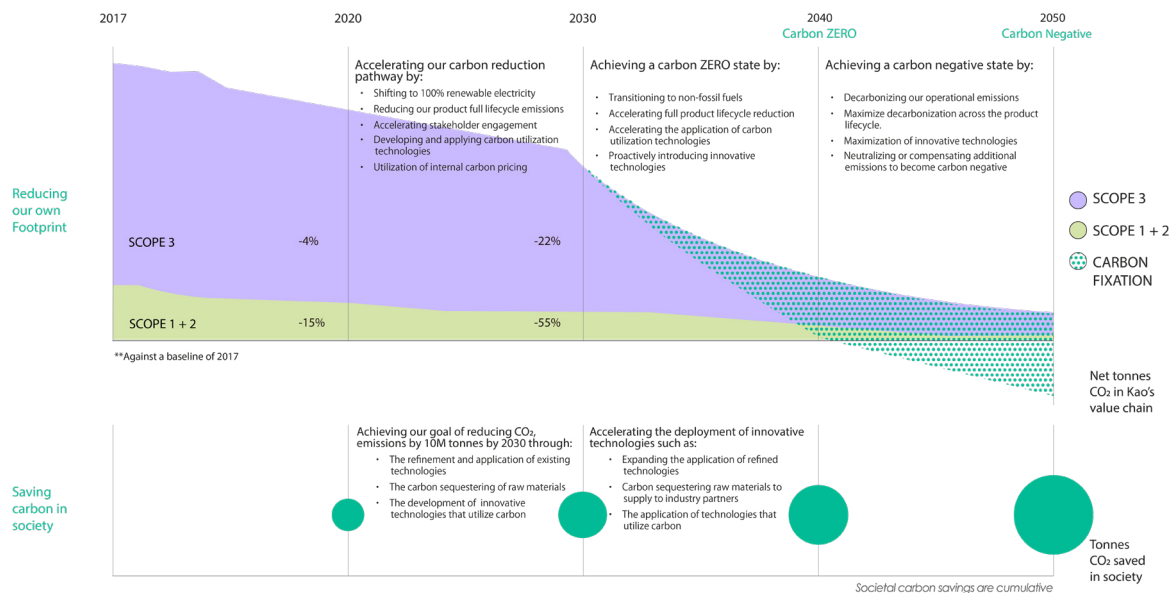 2017
2020
2030
2040
Carbon ZERO
2050
Carbon Negative
Reducing
our own
Footprint
Accelerating our carbon reduction
pathway by:
• Shifting to 100% renewable electricity
• Reducing our product full lifecycle emissions
• Accelerating stakeholder engagement
• Developing and applying carbon utilization
technologies
• Utilization of internal carbon pricing
Achieving a carbon ZERO state by:
• Transitioning to non-fossil fuels
• Accelerating full product lifecycle reduction
• Accelerating the application of carbon
utilization technologies
• Proactively introducing innovative
technologies
Achieving a carbon negative state by:
• Decarbonizing our operational emissions
• Maximize decarbonization across the product
lifecycle.
• Maximization of innovative technologies
• Neutralizing or compensating additional
emissions to become carbon negative
SCOPE 3
-4%
-22%
SCOPE 1 + 2
-15%
-55%
**Against a baseline of 2017
SCOPE 3
SCOPE 1 + 2
CARBON
FIXATION
Net tonnes
CO₂ in Kao's
value chain
Saving
carbon in
society
Achieving our goal of reducing CO₂,
emissions by 10M tonnes by 2030 through:
• The refinement and application of existing
technologies
• The carbon sequestering of raw materials
• The development of innovative
technologies that utilize carbon
Accelerating the deployment of innovative
technologies such as:
• Expanding the application of refined
technologies
• Carbon sequestering raw materials to
supply to industry partners
• The application of technologies that
utilize carbon
Tonnes
CO₂ saved
in society
Societal carbon savings are cumulative